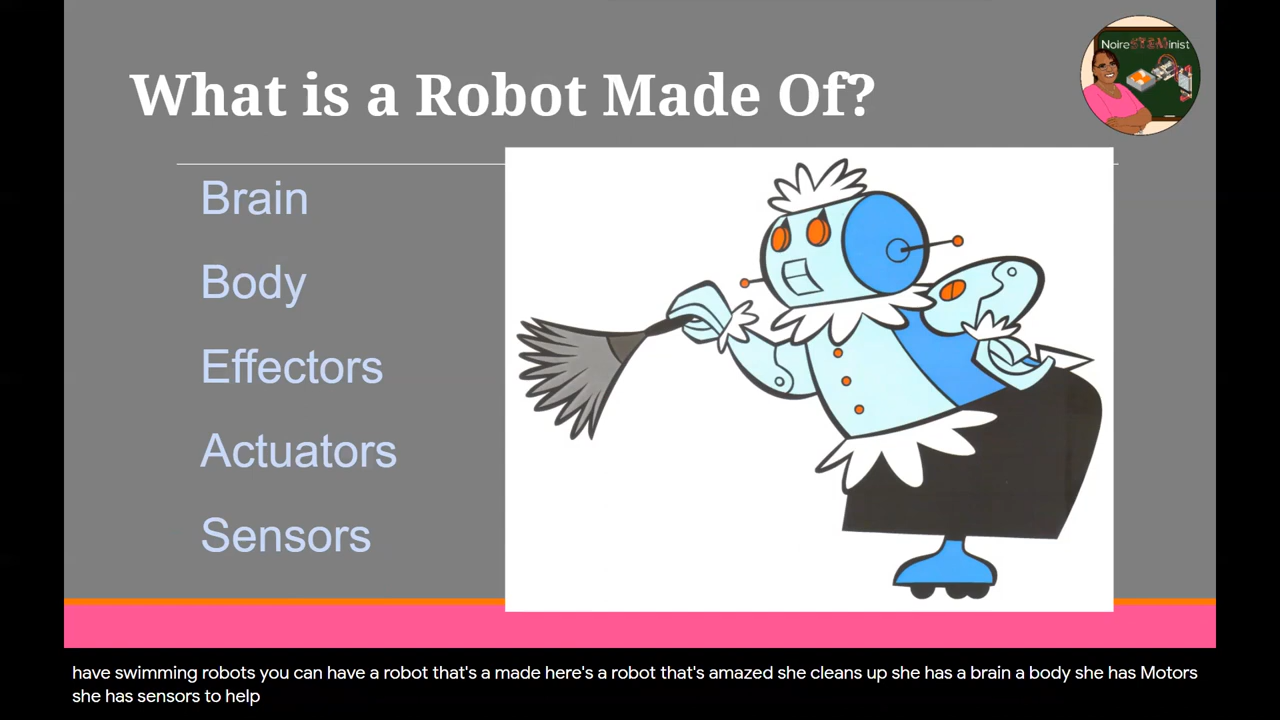 What is a Robot Made Of?
NoireSTEMinist
Brain
Body
Effectors
Actuators
Sensors
have swimming robots you can have a robot that's a made here's a robot that's amazed she cleans up she has a brain a body she has Motors
she has sensors to help